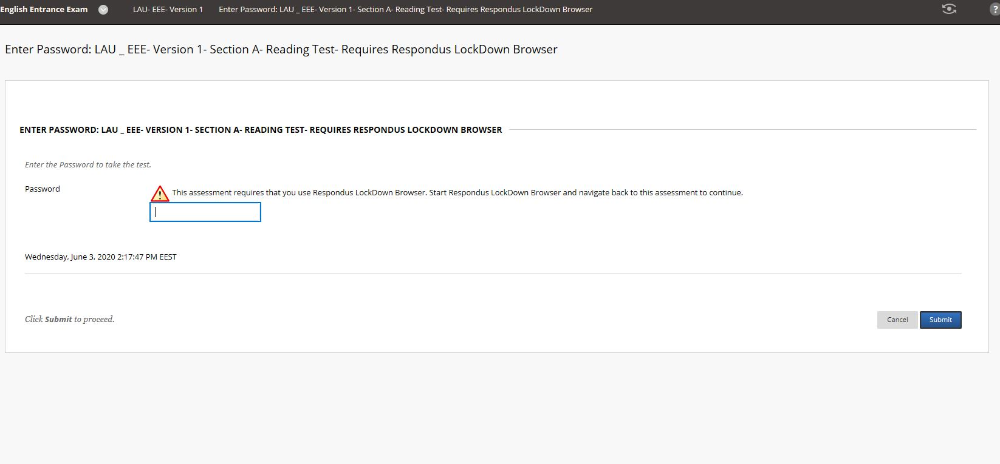 English Entrance Exam LAU- EEE- Version 1 Enter Password: LAU _ EEE- Version 1- Section A- Reading Test- Requires Respondus LockDown Browser ?
Enter Password: LAU _ EEE- Version 1- Section A- Reading Test- Requires Respondus LockDown Browser
ENTER PASSWORD: LAU _ EEE- VERSION 1- SECTION A- READING TEST- REQUIRES RESPONDUS LOCKDOWN BROWSER
Enter the Password to take the test.
Password This assessment requires that you use Respondus LockDown Browser. Start Respondus LockDown Browser and navigate back to this assessment to continue.
Wednesday, June 3, 2020 2:17:47 PM EEST
Click Submit to proceed. Cancel Submit